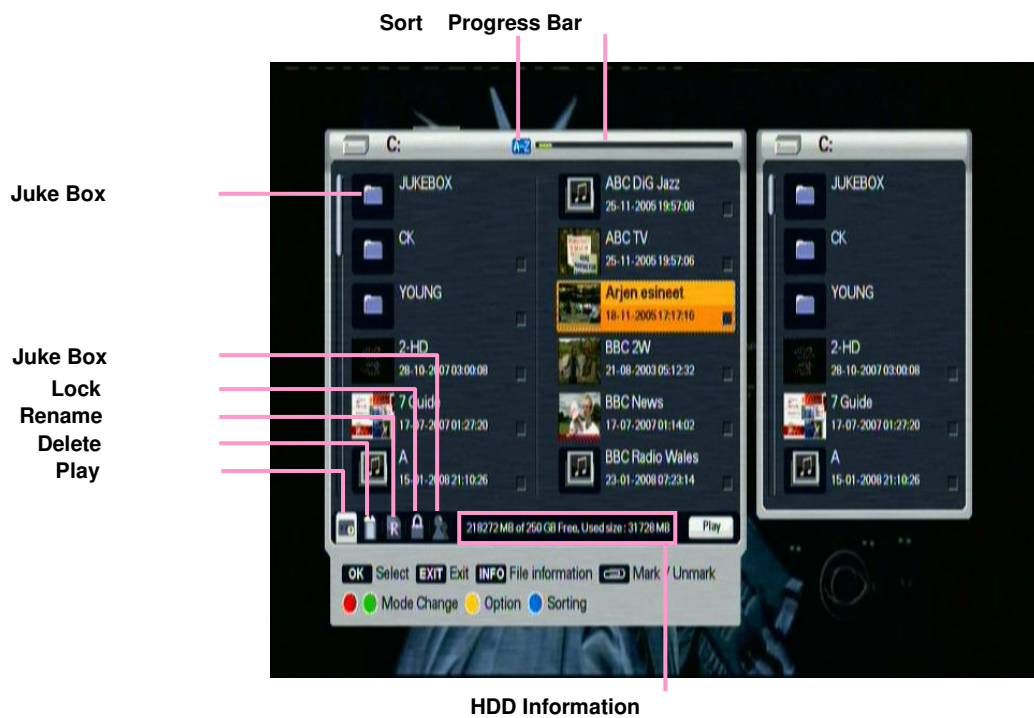 Sort Progress Bar
C:
A-Z
C:
Juke Box
JUKEBOX
ABC DiG Jazz
25-11-2005 19:57:08
JUKEBOX
CK
ABC TV
25-11-2005 19:57:06
CK
YOUNG
Arjen esineet
18-11-2005 17:17:16
YOUNG
Juke Box
2-HD
28-10-2007 03:00:08
BBC 2W
21-08-2003 05:12:32
2-HD
28-10-2007 03:00:08
Lock
Rename
7 Guide
17-07-2007 01:27:20
BBC News
17-07-2007 01:14:02
7 Guide
17-07-2007 01:27:20
Delete
Play
A
15-01-2008 21:10:26
BBC Radio Wales
23-01-2008 07:23:14
A
15-01-2008 21:10:26
R
218272 MB of 250 GB Free, Used size : 31728 MB
Play
OK Select EXIT Exit INFO File information Mark / Unmark
Mode Change Option Sorting
HDD Information